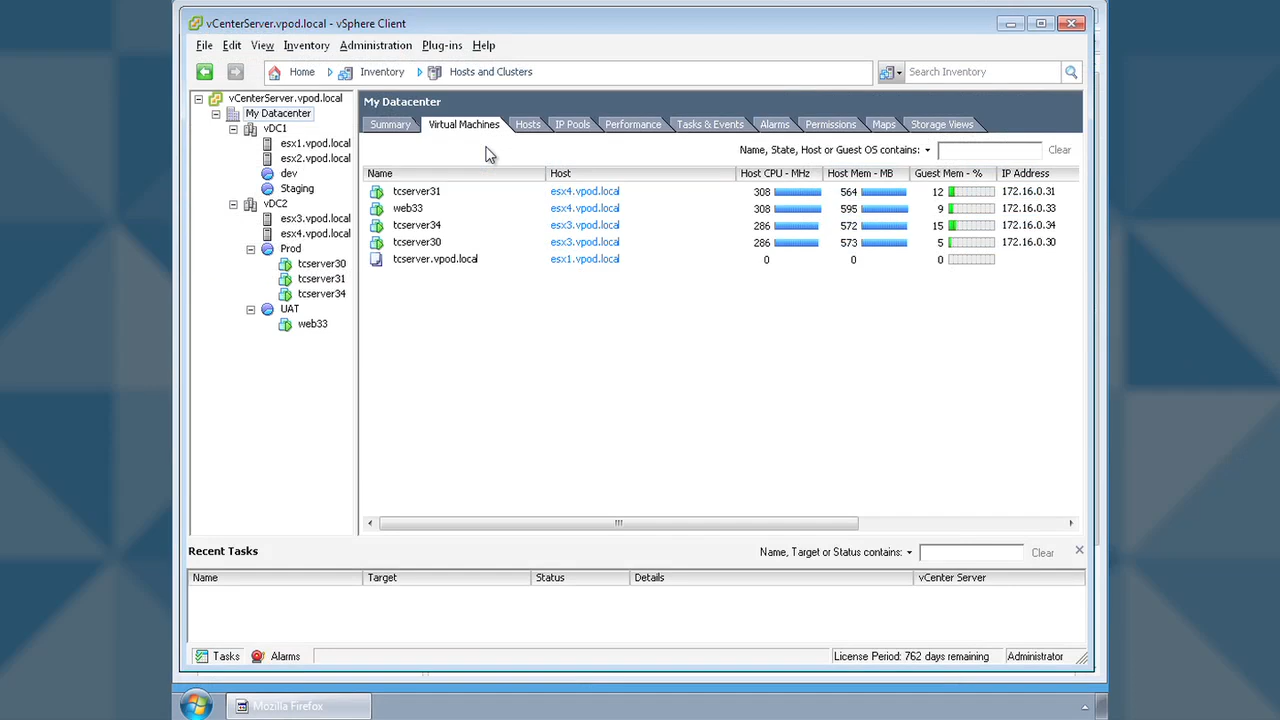 vCenterServer.vpod.local - vSphere Client
File Edit View Inventory Administration Plug-ins Help
Home Inventory Hosts and Clusters Search Inventory
vCenterServer.vpod.local
My Datacenter
vDC1
esx1.vpod.local
esx2.vpod.local
dev
Staging
vDC2
esx3.vpod.local
esx4.vpod.local
Prod
tcserver30
tcserver31
tcserver34
UAT
web33
My Datacenter
Summary Virtual Machines Hosts IP Pools Performance Tasks & Events Alarms Permissions Maps Storage Views
Name, State, Host or Guest OS contains: Clear
Name Host Host CPU - MHz Host Mem - MB Guest Mem - % IP Address
tcserver31 esx4.vpod.local 308 564 12 172.16.0.31
web33 esx4.vpod.local 308 595 9 172.16.0.33
tcserver34 esx3.vpod.local 286 572 15 172.16.0.34
tcserver30 esx3.vpod.local 286 573 5 172.16.0.30
tcserver.vpod.local esx1.vpod.local 0 0 0
Recent Tasks Name, Target or Status contains: Clear
Name Target Status Details vCenter Server
Tasks Alarms License Period: 762 days remaining Administrator
Mozilla Firefox